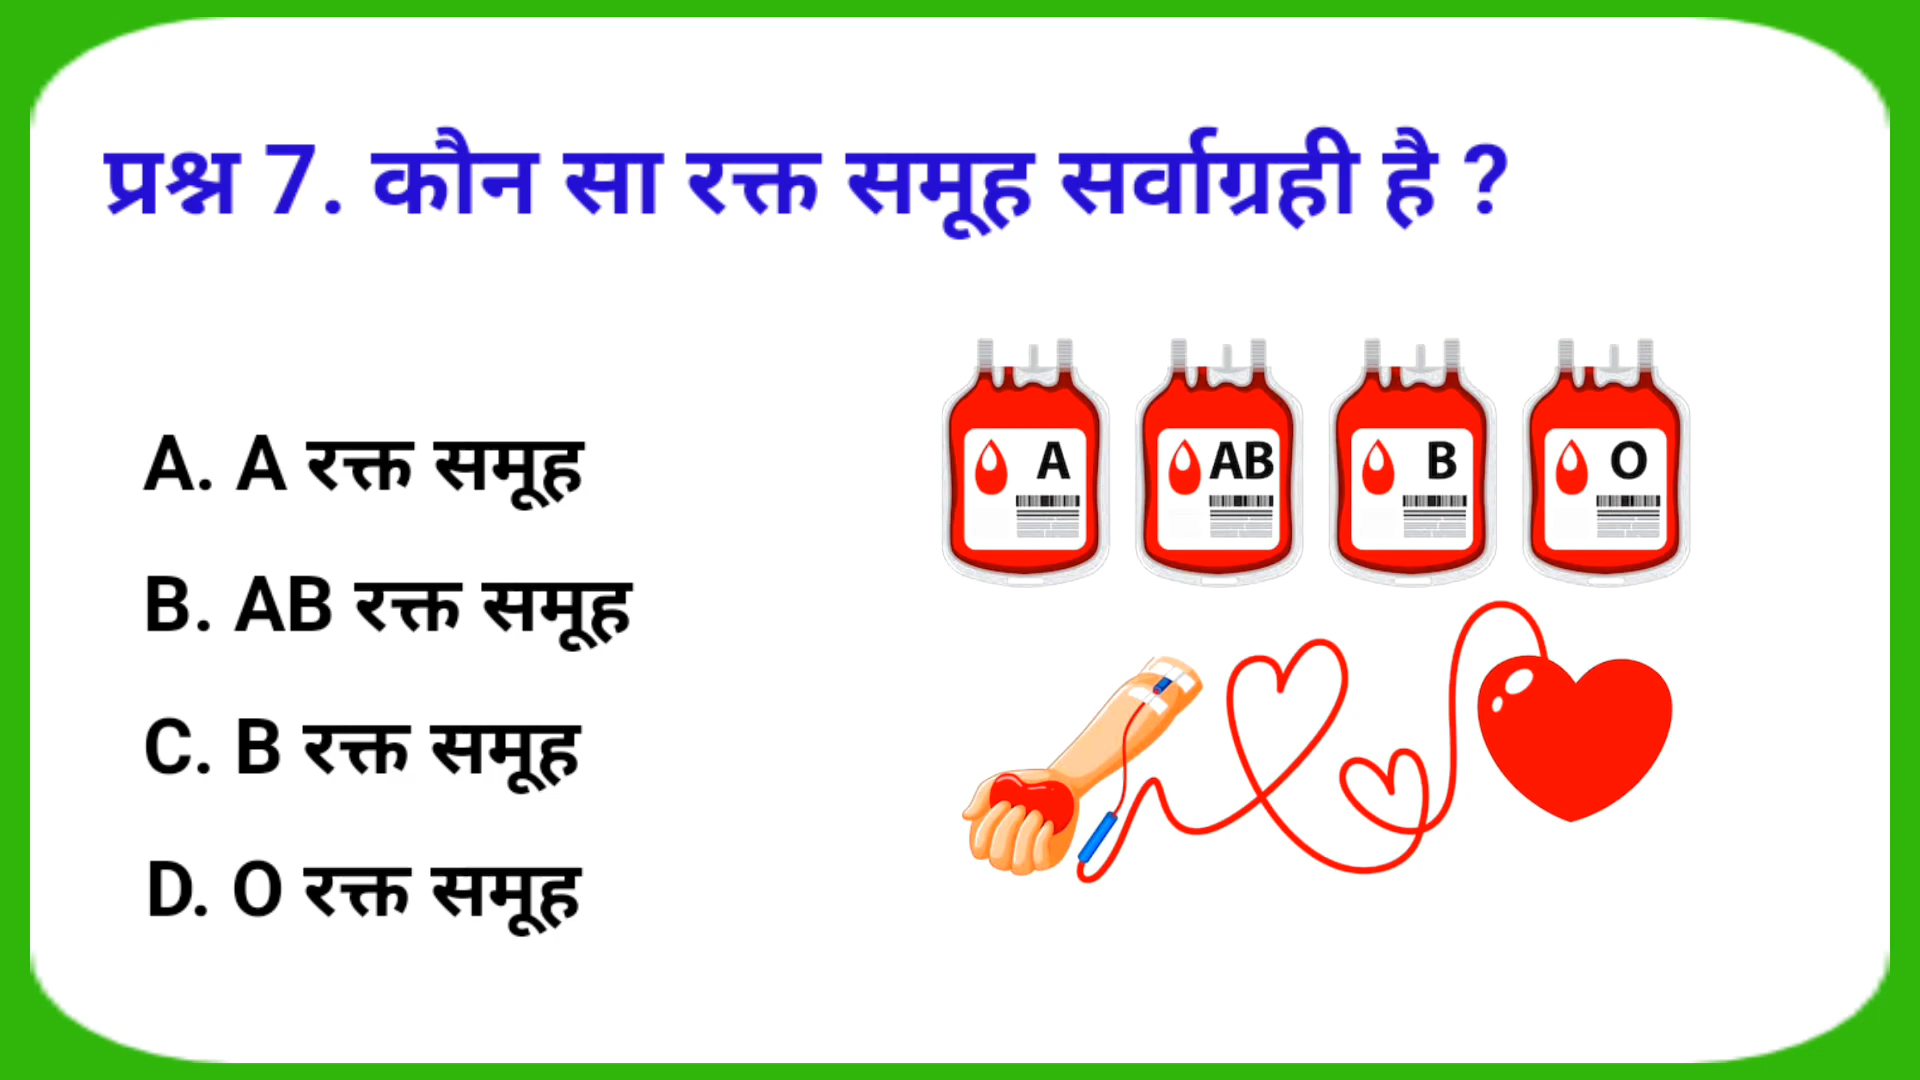 प्रश्न 7. कौन सा रक्त समूह सर्वाग्रही है ?
A. A रक्त समूह
B. AB रक्त समूह
C. B रक्त समूह
D. O रक्त समूह
A AB B O